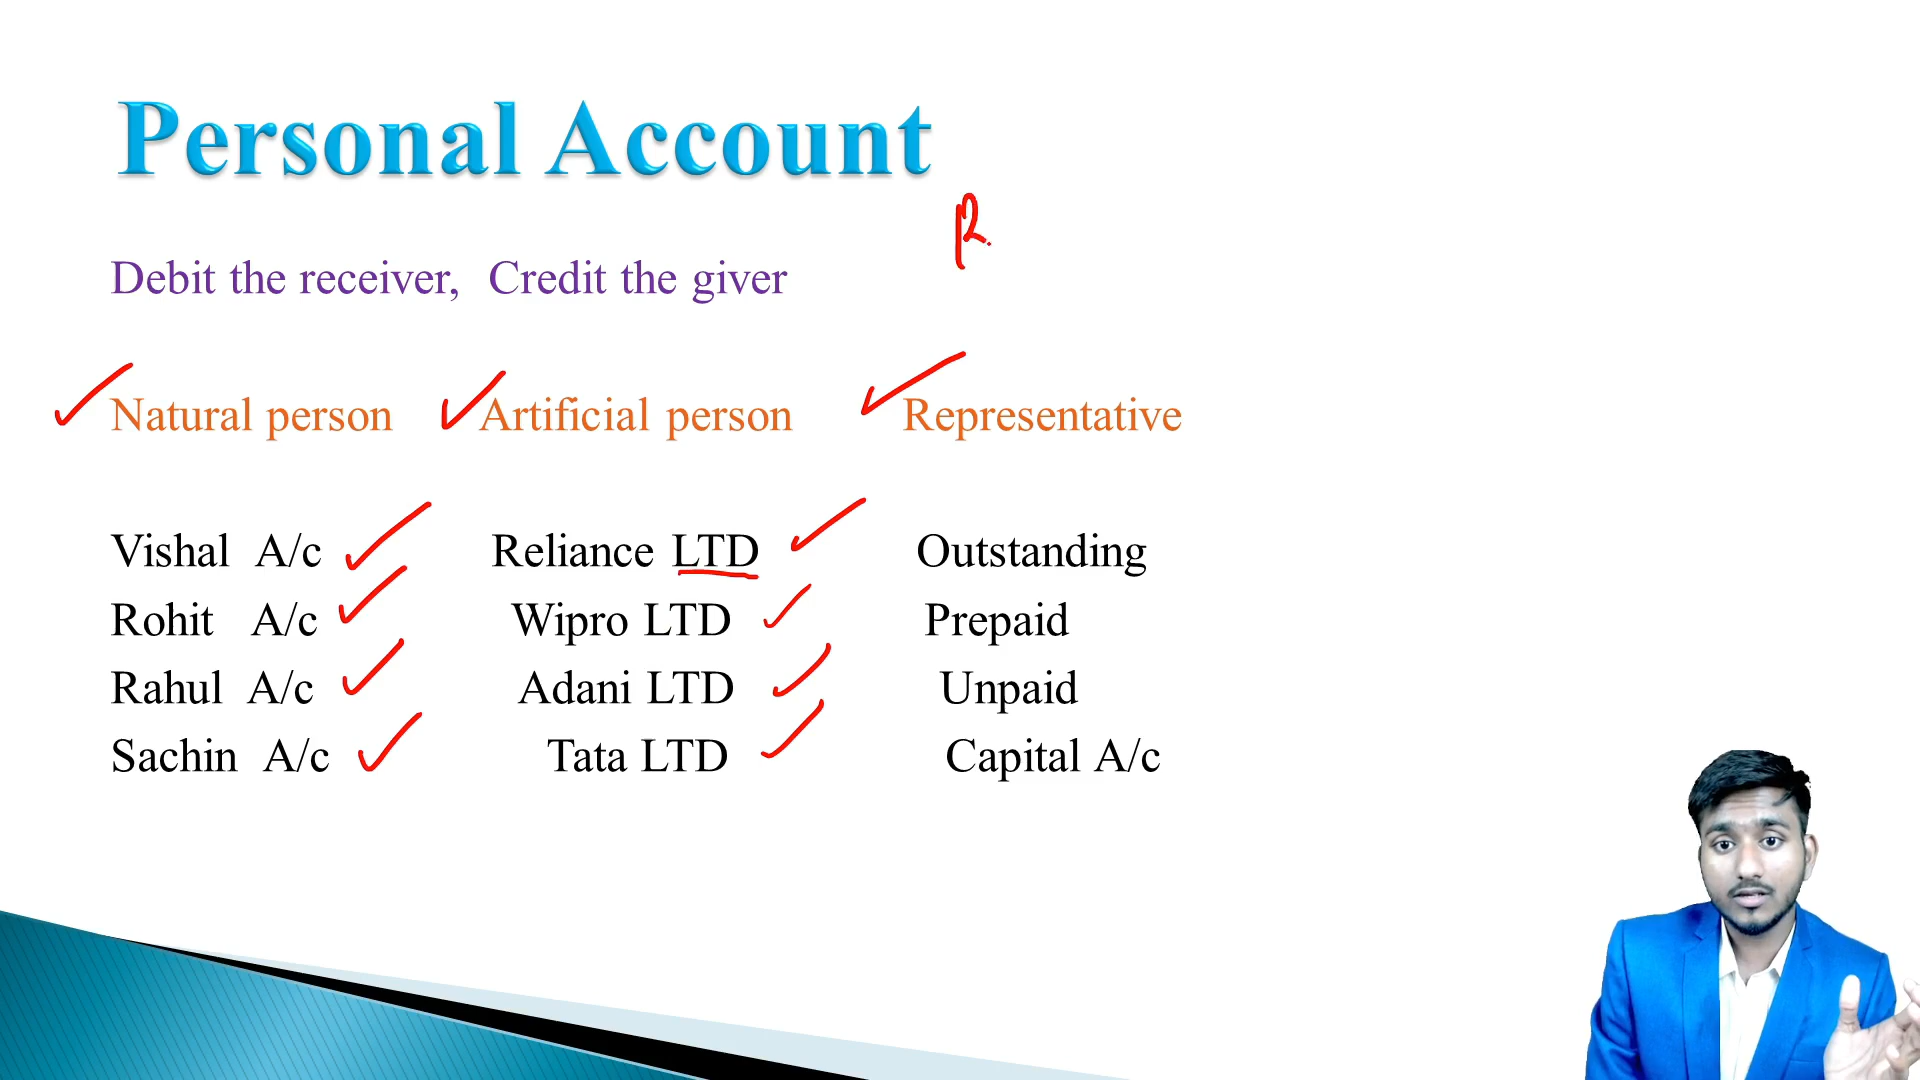 Personal Account
R.
Debit the receiver, Credit the giver
Natural person Artificial person Representative
Vishal A/c Reliance LTD Outstanding
Rohit A/c Wipro LTD Prepaid
Rahul A/c Adani LTD Unpaid
Sachin A/c Tata LTD Capital A/c